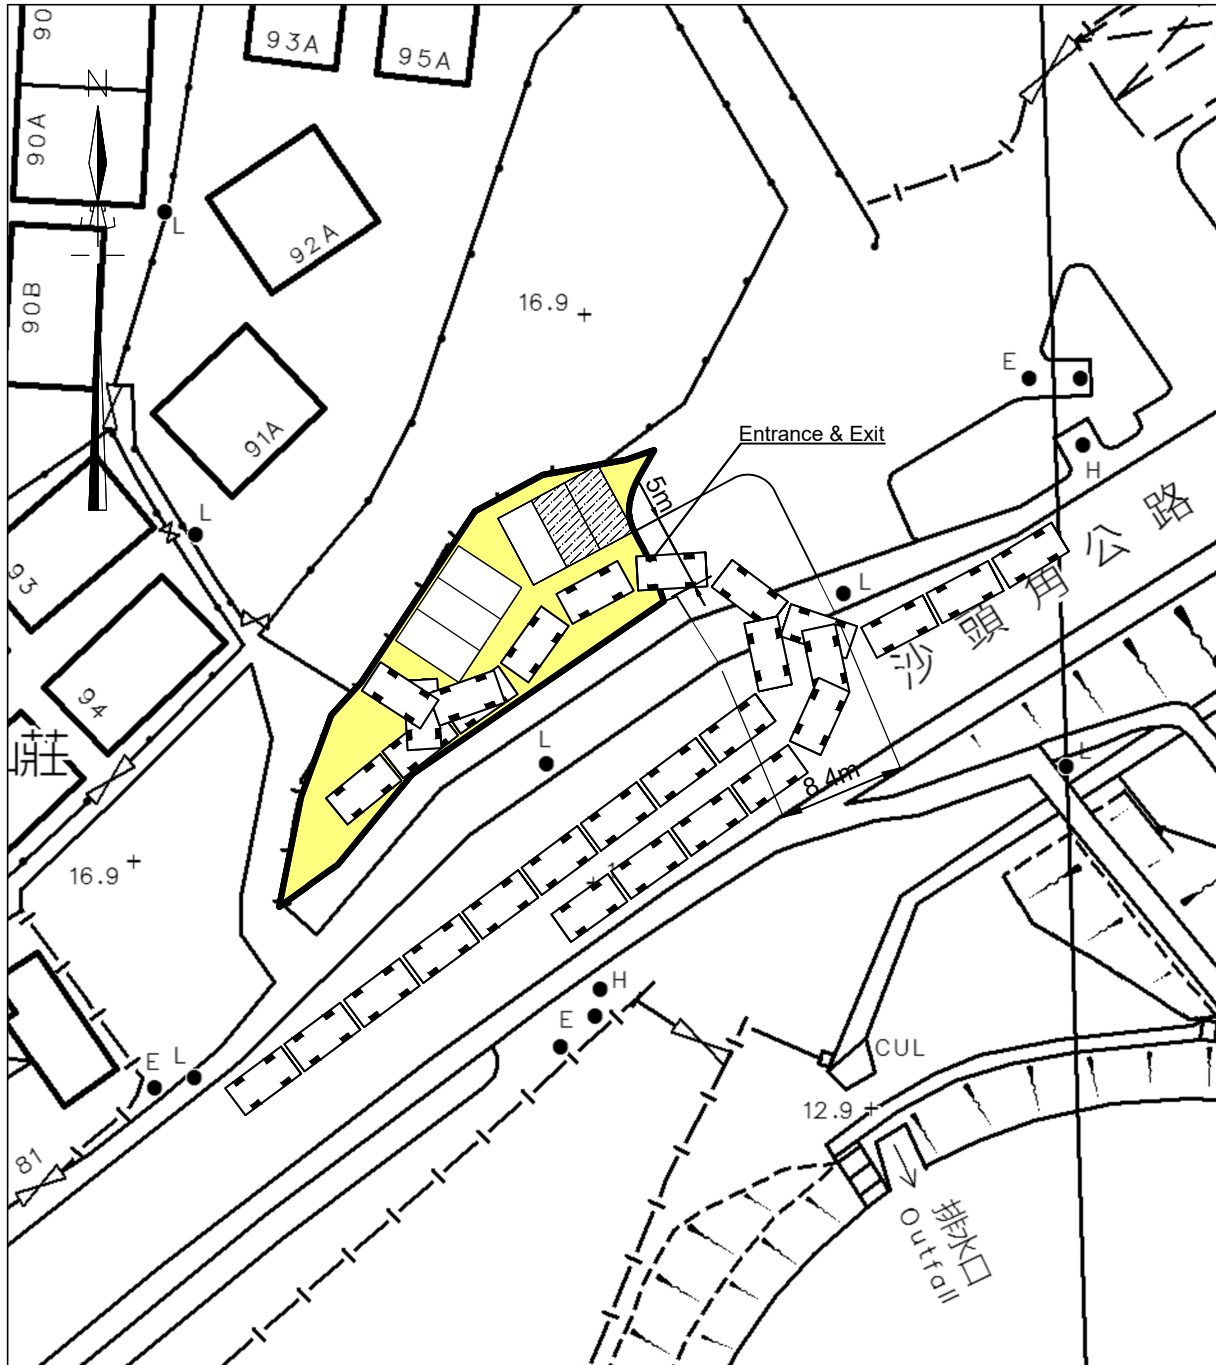 90
93A
95A
N
90A
L
92A
16.9
90B
E
91A
Entrance & Exit
H
5m
L
93
沙頭角公路
L
94
L
L
8.4m
16.9
H
E
CUL
E L
12.9
81
排水口
Outfall